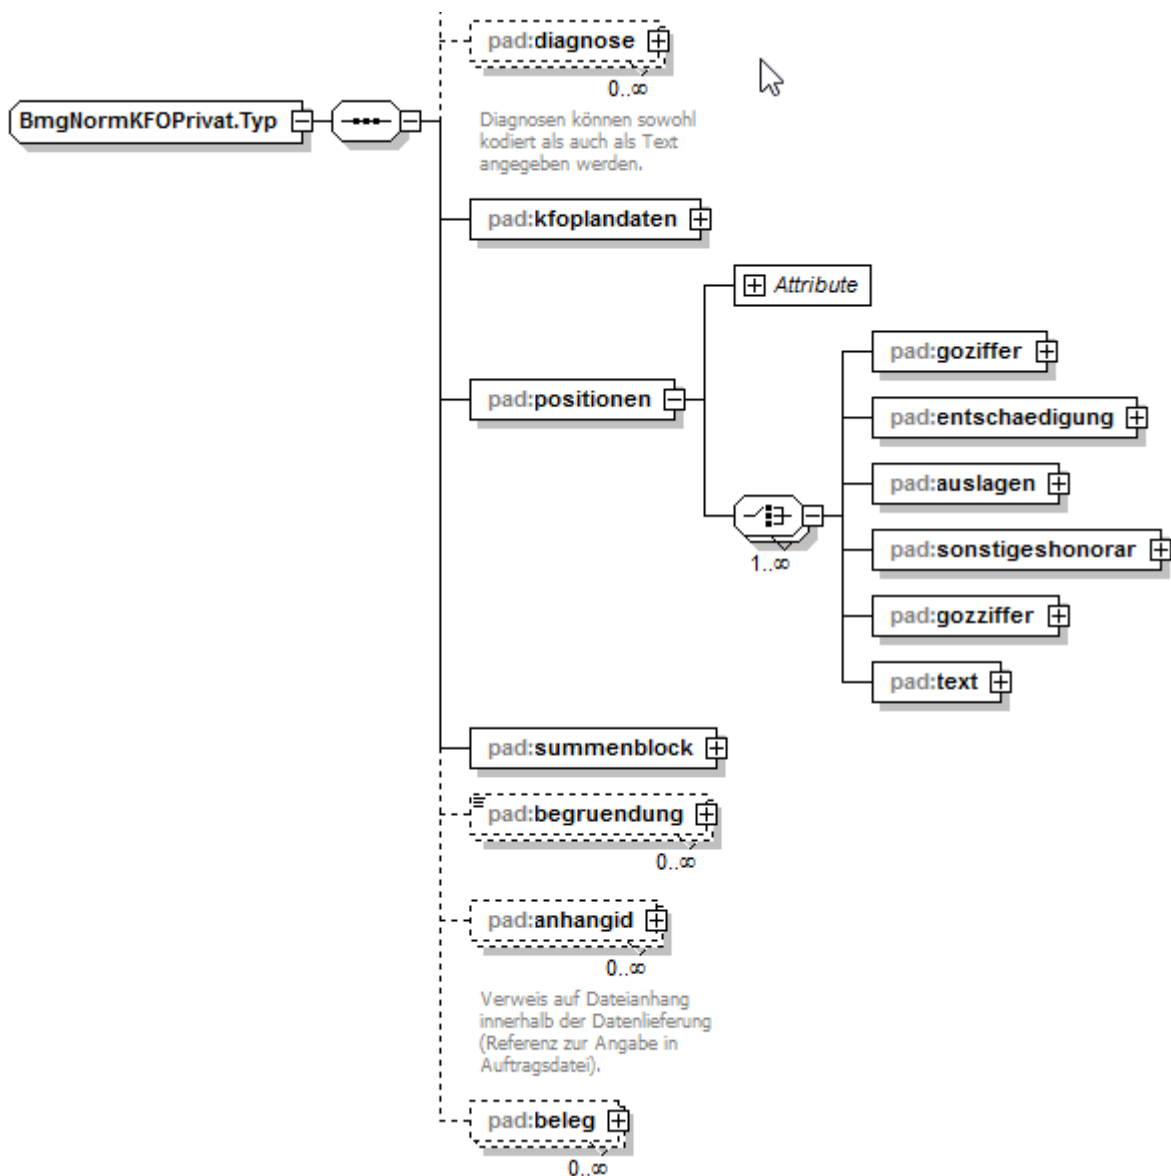 pad:diagnose
0..∞
BmgNormKFOPrivat.Typ
Diagnosen können sowohl
kodiert als auch als Text
angegeben werden.
pad:kfoplandaten
Attribute
pad:positionen
pad:goziffer
pad:entschaedigung
pad:auslagen
pad:sonstigeshonorar
1..∞
pad:gozziffer
pad:text
pad:summenblock
pad:begruendung
0..∞
pad:anhangid
0..∞
Verweis auf Dateianhang
innerhalb der Datenlieferung
(Referenz zur Angabe in
Auftragsdatei).
pad:beleg
0..∞